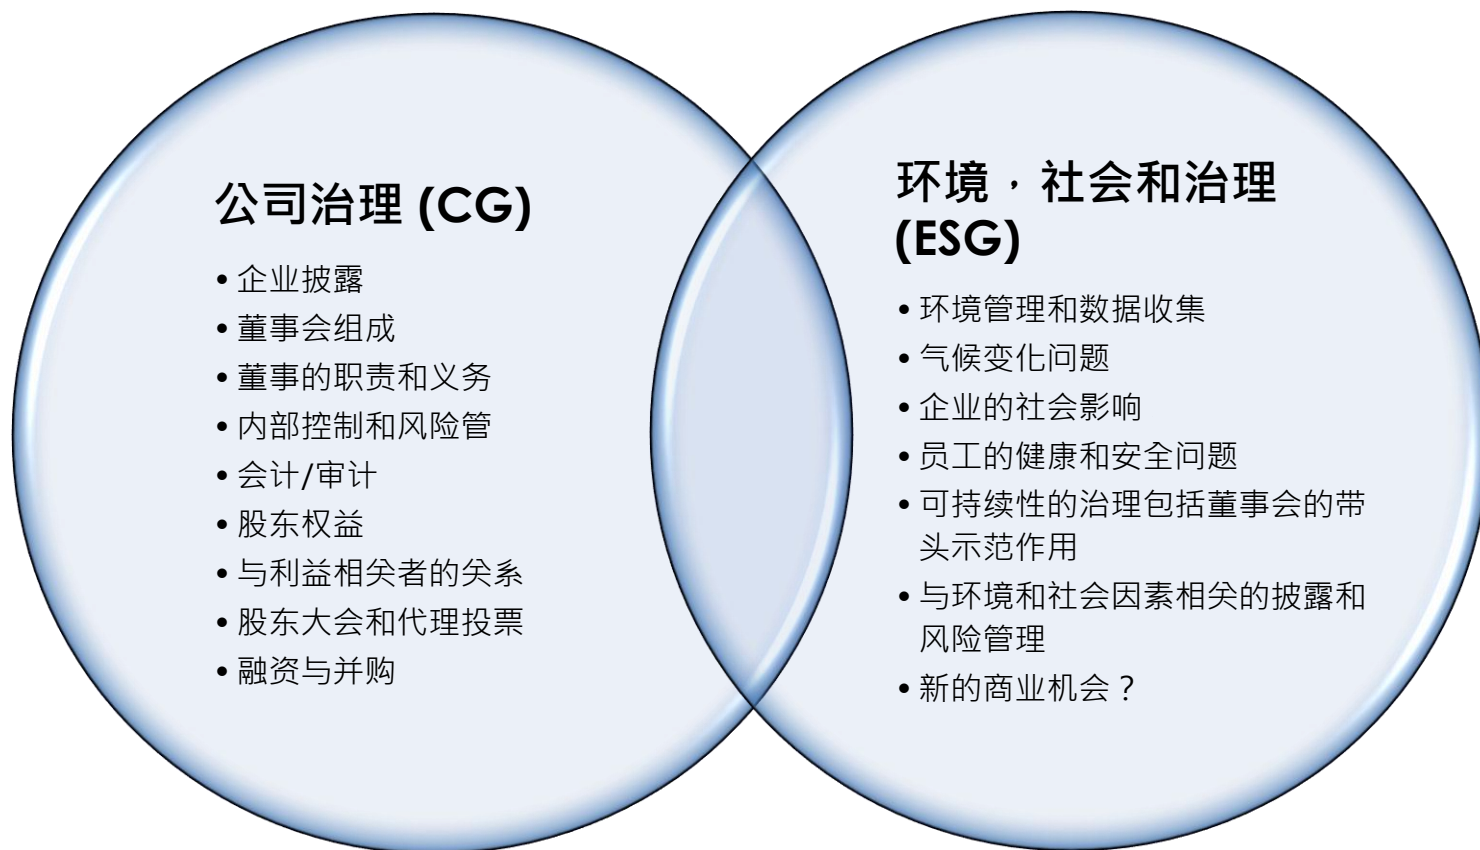 公司治理 (CG)
• 企业披露
• 董事会组成
• 董事的职责和义务
• 内部控制和风险管
• 会计/审计
• 股东权益
• 与利益相关者的关系
• 股东大会和代理投票
• 融资与并购
环境，社会和治理
(ESG)
• 环境管理和数据收集
• 气候变化问题
• 企业的社会影响
• 员工的健康和安全问题
• 可持续性的治理包括董事会的带
头示范作用
• 与环境和社会因素相关的披露和
风险管理
• 新的商业机会？